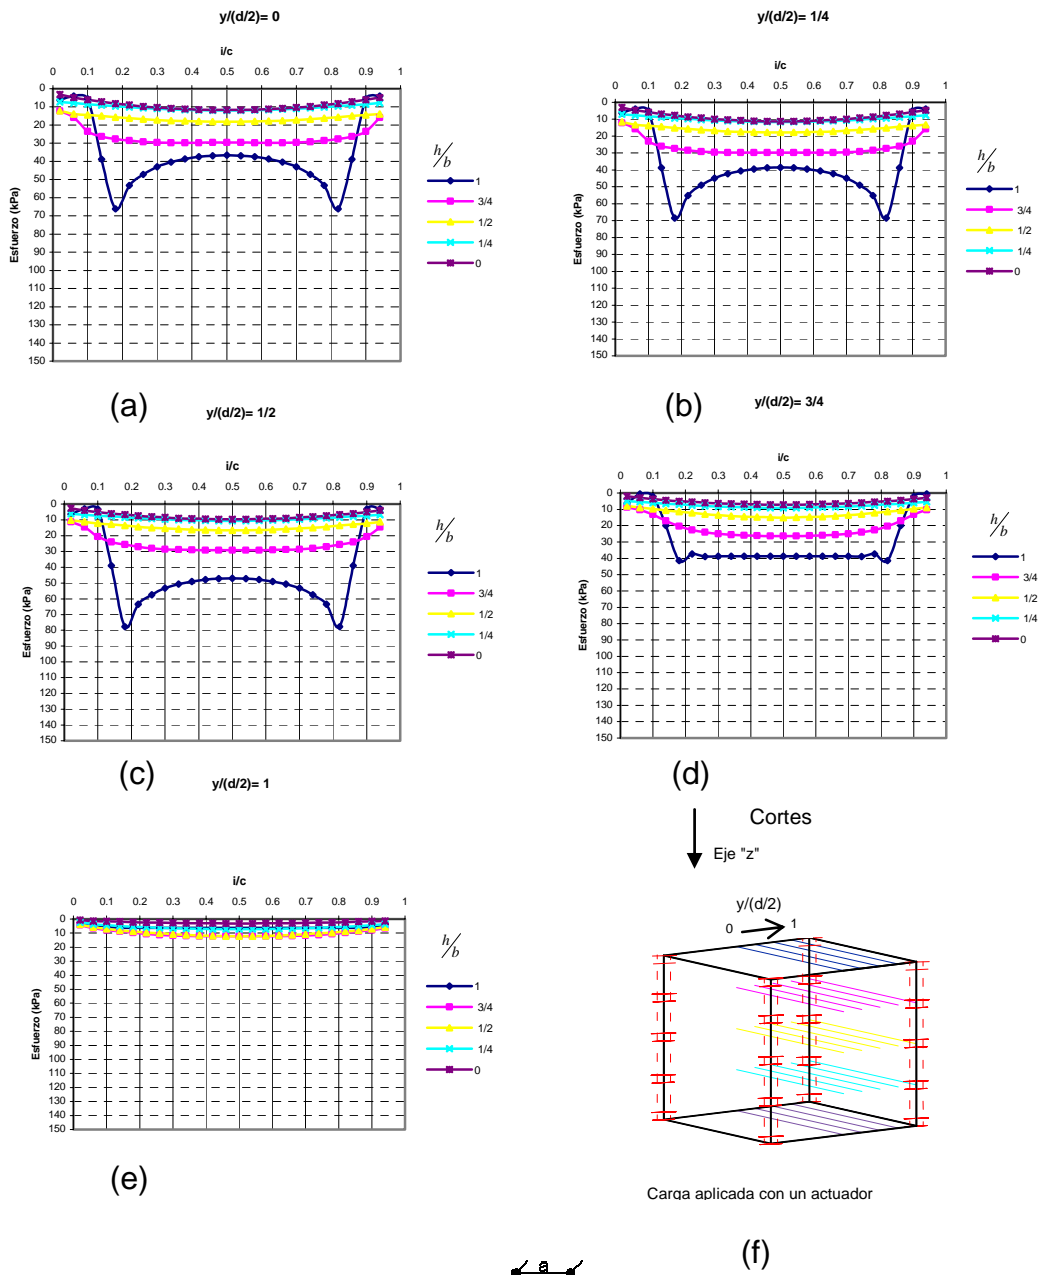 y/(d/2)= 0
i/c
0 0.1 0.2 0.3 0.4 0.5 0.6 0.7 0.8 0.9 1
0
10
20
30
40
50
60
70
80
90
100
110
120
130
140
150
Esfuerzo (kPa)
h/b
1
3/4
1/2
1/4
0
(a)
y/(d/2)= 1/4
i/c
0 0.1 0.2 0.3 0.4 0.5 0.6 0.7 0.8 0.9 1
0
10
20
30
40
50
60
70
80
90
100
110
120
130
140
150
Esfuerzo (kPa)
h/b
1
3/4
1/2
1/4
0
(b)
y/(d/2)= 1/2
i/c
0 0.1 0.2 0.3 0.4 0.5 0.6 0.7 0.8 0.9 1
0
10
20
30
40
50
60
70
80
90
100
110
120
130
140
150
Esfuerzo (kPa)
h/b
1
3/4
1/2
1/4
0
(c)
y/(d/2)= 3/4
i/c
0 0.1 0.2 0.3 0.4 0.5 0.6 0.7 0.8 0.9 1
0
10
20
30
40
50
60
70
80
90
100
110
120
130
140
150
Esfuerzo (kPa)
h/b
1
3/4
1/2
1/4
0
(d)
y/(d/2)= 1
i/c
0 0.1 0.2 0.3 0.4 0.5 0.6 0.7 0.8 0.9 1
0
10
20
30
40
50
60
70
80
90
100
110
120
130
140
150
Esfuerzo (kPa)
h/b
1
3/4
1/2
1/4
0
(e)
Cortes
Eje "z"
y/(d/2)
0 1
Carga aplicada con un actuador
(f)
a